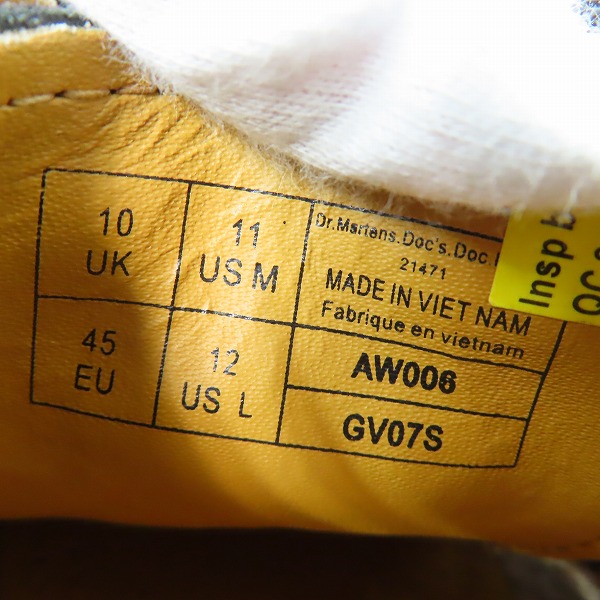 10
UK
11
US M
45
EU
12
US L
Dr.Martens.Doc's.Doc.
21471
MADE IN VIET NAM
Fabrique en vietnam
AW006
GV07S
Insp
QC